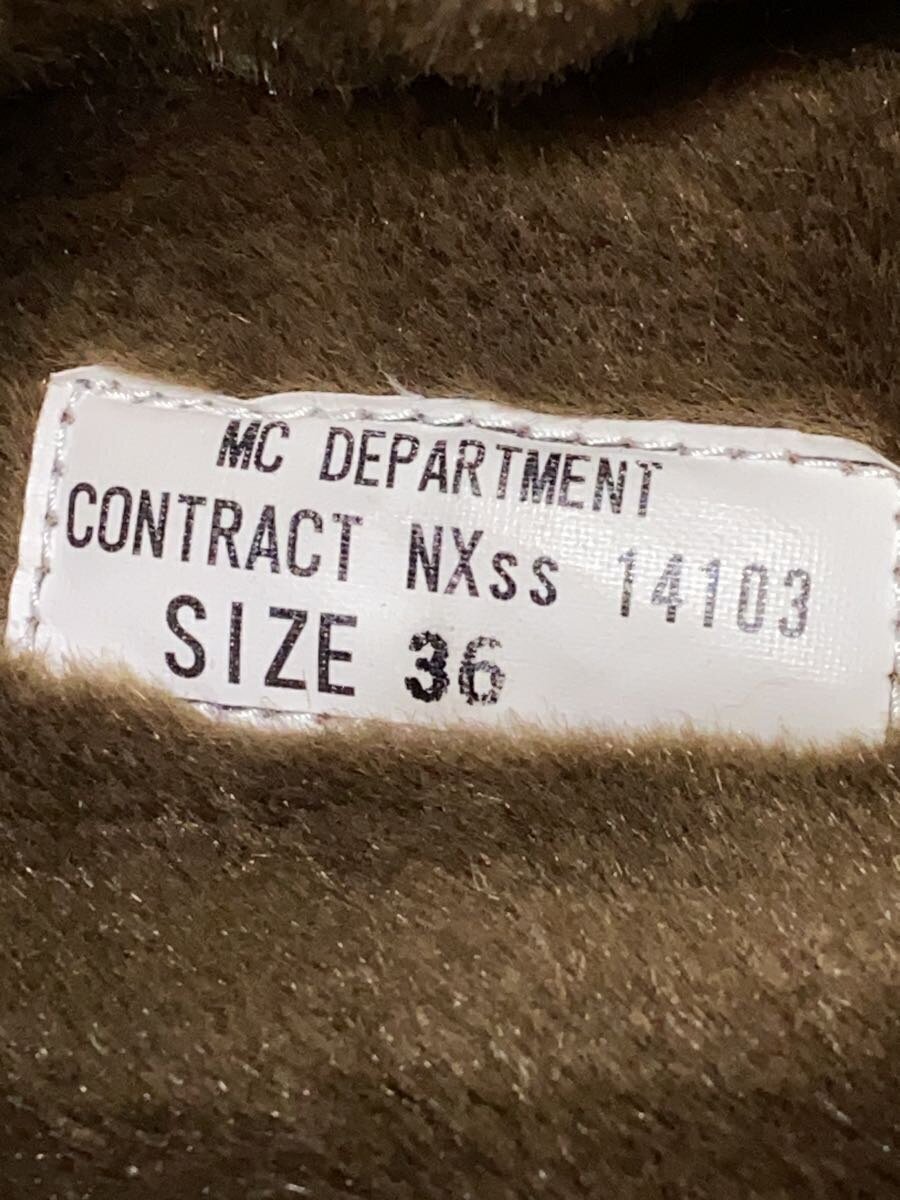 MC DEPARTMENT
CONTRACT NXss 14103
SIZE 36